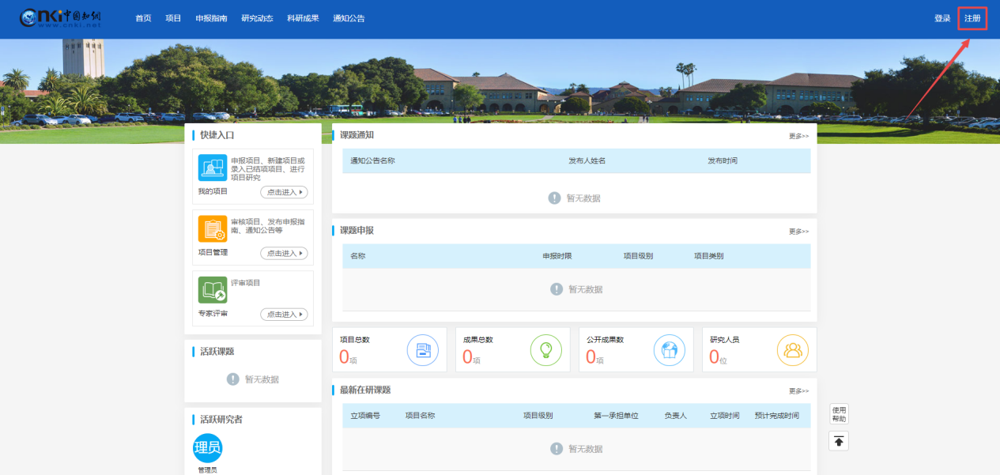 cnki中国知网
www.cnki.net
首页 项目 申报指南 研究动态 科研成果 通知公告
登录 注册
快捷入口
申报项目、新建项目或
录入已结项项目、进行
项目研究
我的项目 点击进入
审核项目、发布申报指
南、通知公告等
项目管理 点击进入
评审项目
专家评审 点击进入
活跃课题
暂无数据
活跃研究者
理员
管理员
课题通知 更多>>
通知公告名称 发布人姓名 发布时间
暂无数据
课题申报 更多>>
名称 申报时限 项目级别 项目类别
暂无数据
项目总数
0项
成果总数
0项
公开成果数
0项
研究人员
0位
最新在研课题 更多>>
立项编号 项目名称 项目级别 第一承担单位 负责人 立项时间 预计完成时间
暂无数据
使用
帮助